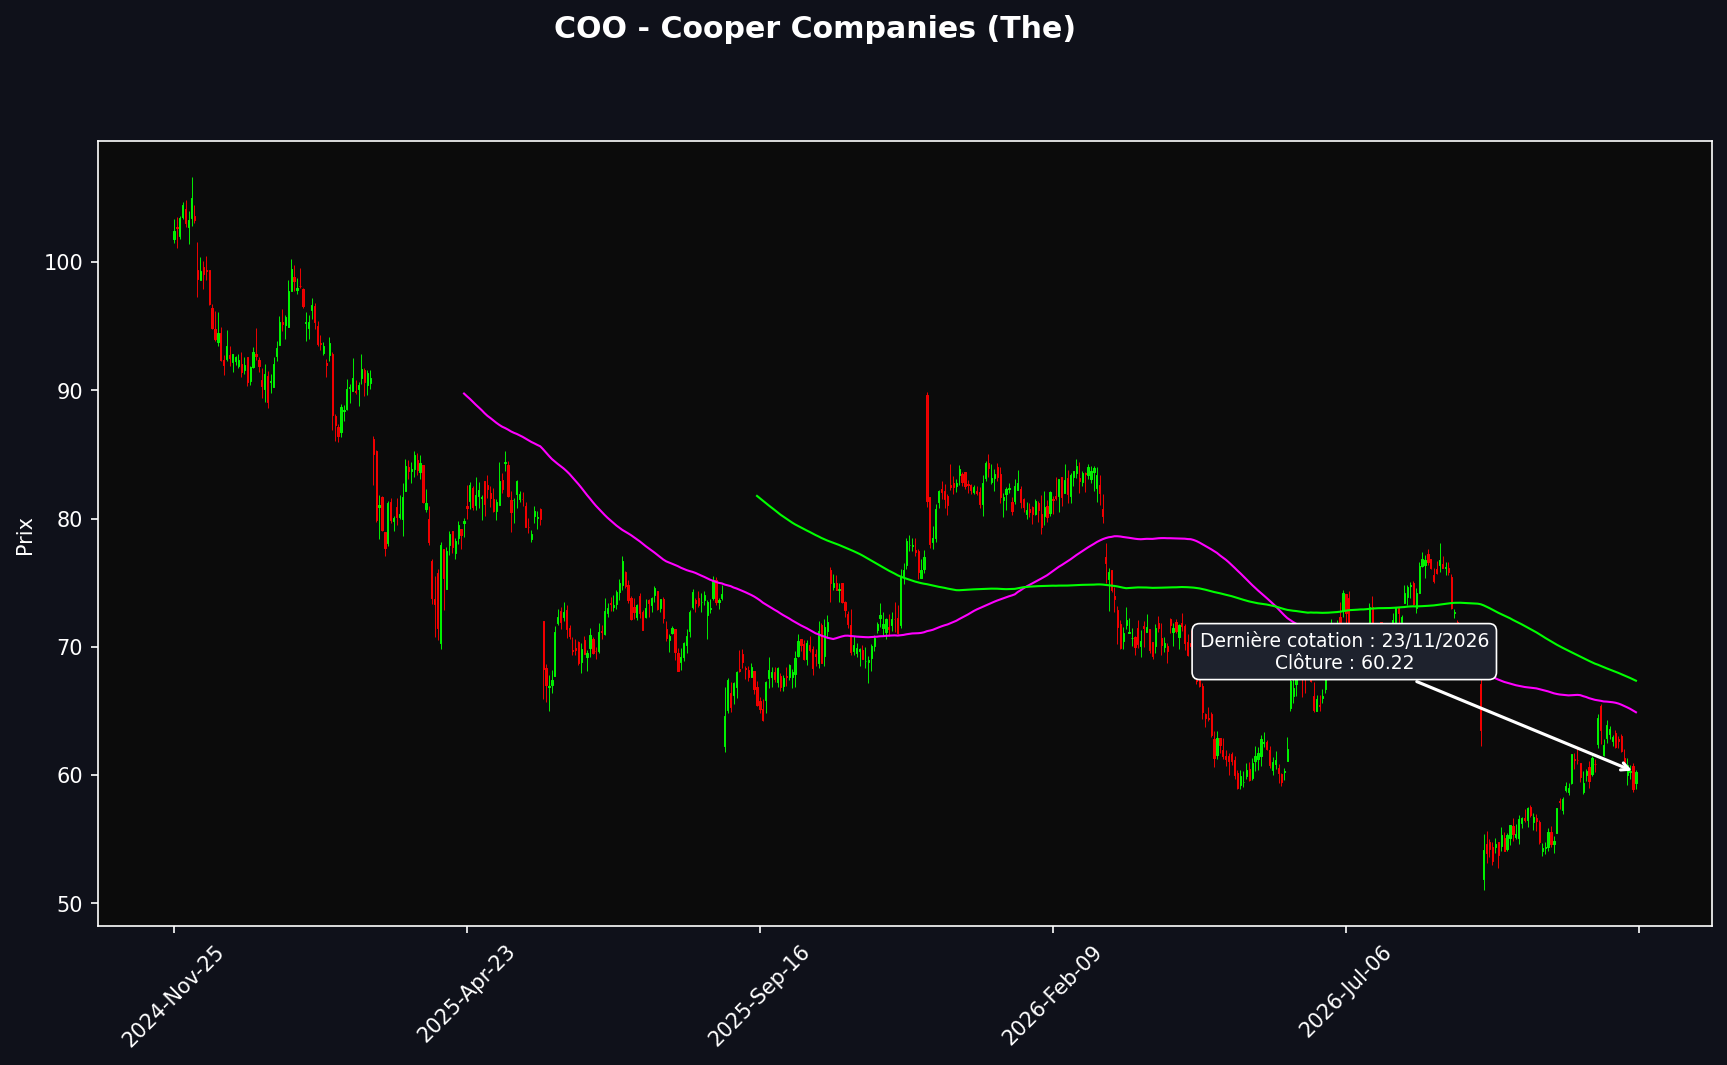 COO - Cooper Companies (The)
Prix
100
90
80
70
60
50
Dernière cotation : 23/11/2026
Clôture : 60.22
2024-Nov-25
2025-Apr-23
2025-Sep-16
2026-Feb-09
2026-Jul-06